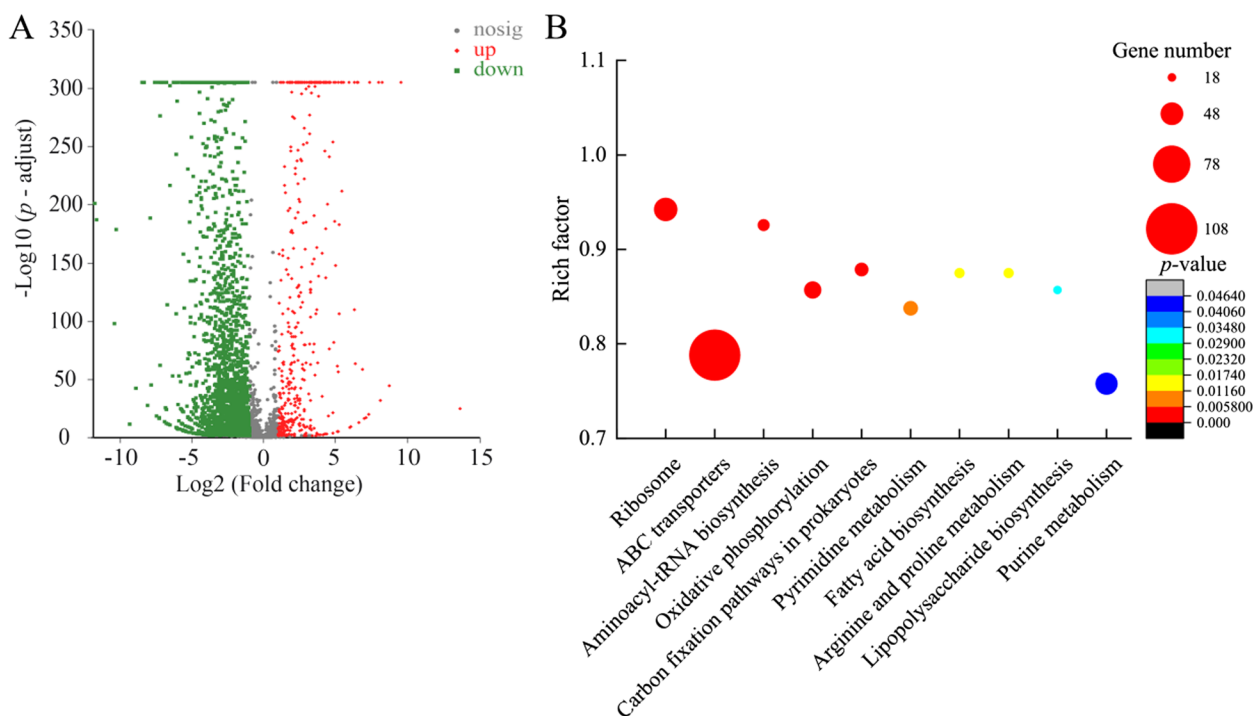 A
350
300
250
200
150
100
50
0
-Log10 (p - adjust)
-10
-5
0
5
10
15
Log2 (Fold change)
nosig
up
down
B
1.1
1.0
0.9
0.8
0.7
Rich factor
Ribosome
ABC transporters
Aminoacyl-tRNA biosynthesis
Oxidative phosphorylation
Carbon fixation pathways in prokaryotes
Pyrimidine metabolism
Fatty acid biosynthesis
Arginine and proline metabolism
Lipopolysaccharide biosynthesis
Purine metabolism
Gene number
18
48
78
108
p-value
0.04640
0.04060
0.03480
0.02900
0.02320
0.01740
0.01160
0.005800
0.000